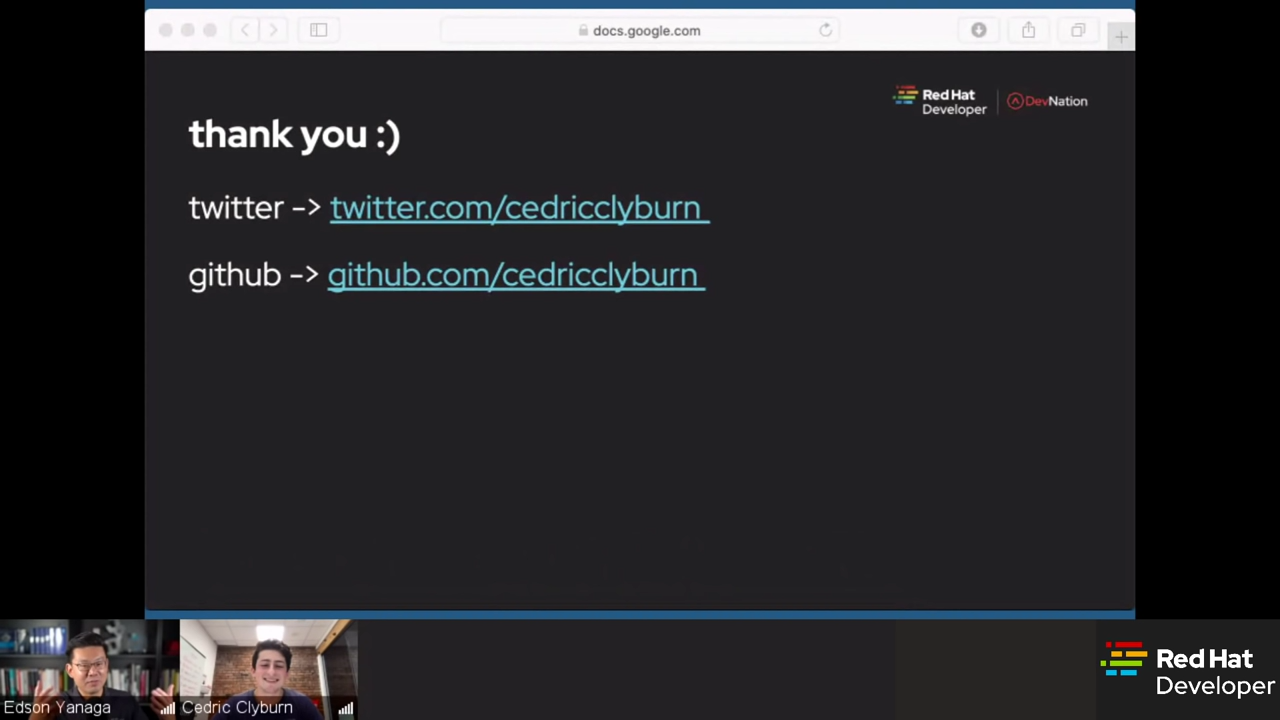 docs.google.com
Red Hat
Developer
DevNation
thank you :)
twitter -> twitter.com/cedricclyburn
github -> github.com/cedricclyburn
Edson Yanaga
Cedric Clyburn
Red Hat
Developer